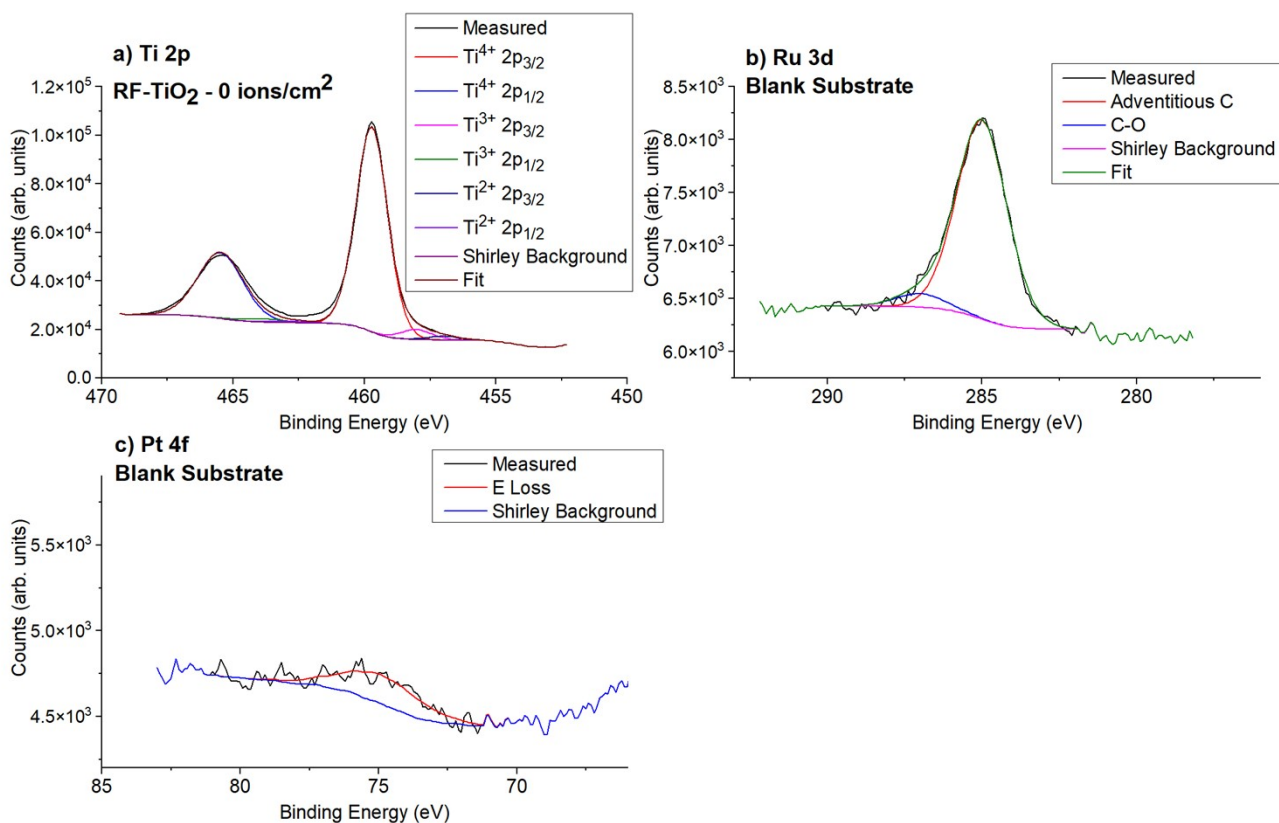 a) Ti 2p
RF-TiO2 - 0 ions/cm2
Measured
Ti4+ 2p3/2
Ti4+ 2p1/2
Ti3+ 2p3/2
Ti3+ 2p1/2
Ti2+ 2p3/2
Ti2+ 2p1/2
Shirley Background
Fit
Counts (arb. units)
1.2×10^5
1.0×10^5
8.0×10^4
6.0×10^4
4.0×10^4
2.0×10^4
0.0
470 465 460 455 450
Binding Energy (eV)
b) Ru 3d
Blank Substrate
Measured
Adventitious C
C-O
Shirley Background
Fit
Counts (arb. units)
8.5×10^3
8.2×10^3
7.5×10^3
6.7×10^3
6.5×10^3
6.0×10^3
290 285 280
Binding Energy (eV)
c) Pt 4f
Blank Substrate
Measured
E Loss
Shirley Background
Counts (arb. units)
5.5×10^3
5.0×10^3
4.5×10^3
85 80 75 70
Binding Energy (eV)